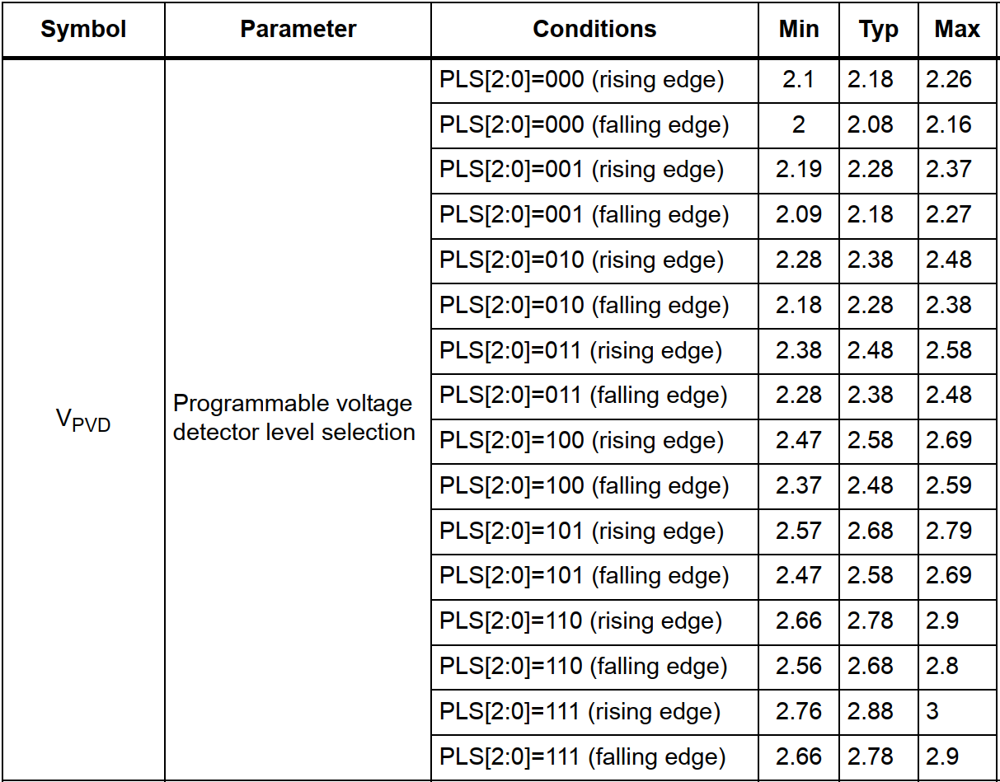 Symbol Parameter Conditions Min Typ Max
PLS[2:0]=000 (rising edge) 2.1 2.18 2.26
PLS[2:0]=000 (falling edge) 2 2.08 2.16
PLS[2:0]=001 (rising edge) 2.19 2.28 2.37
PLS[2:0]=001 (falling edge) 2.09 2.18 2.27
PLS[2:0]=010 (rising edge) 2.28 2.38 2.48
PLS[2:0]=010 (falling edge) 2.18 2.28 2.38
PLS[2:0]=011 (rising edge) 2.38 2.48 2.58
PLS[2:0]=011 (falling edge) 2.28 2.38 2.48
VPVD
Programmable voltage
detector level selection
PLS[2:0]=100 (rising edge) 2.47 2.58 2.69
PLS[2:0]=100 (falling edge) 2.37 2.48 2.59
PLS[2:0]=101 (rising edge) 2.57 2.68 2.79
PLS[2:0]=101 (falling edge) 2.47 2.58 2.69
PLS[2:0]=110 (rising edge) 2.66 2.78 2.9
PLS[2:0]=110 (falling edge) 2.56 2.68 2.8
PLS[2:0]=111 (rising edge) 2.76 2.88 3
PLS[2:0]=111 (falling edge) 2.66 2.78 2.9